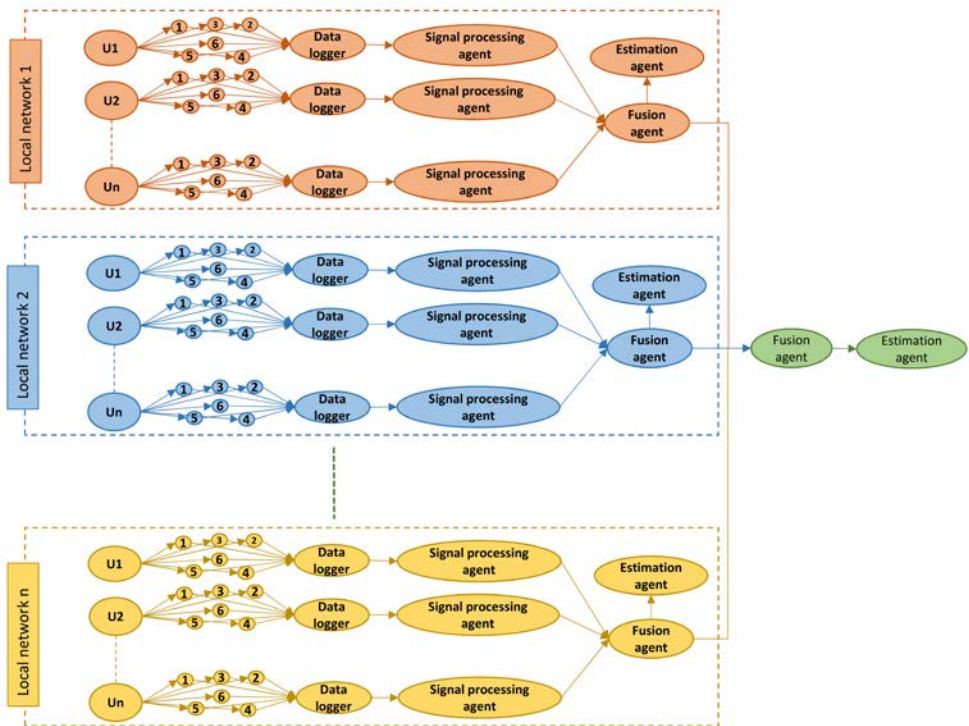 Local network 1
U1
1
3
2
6
5
4
Data
logger
Signal processing
agent
Estimation
agent
U2
1
3
2
6
5
4
Data
logger
Signal processing
agent
Fusion
agent
Un
1
3
2
6
5
4
Data
logger
Signal processing
agent
Local network 2
U1
1
3
2
6
5
4
Data
logger
Signal processing
agent
Estimation
agent
U2
1
3
2
6
5
4
Data
logger
Signal processing
agent
Fusion
agent
Fusion
agent
Estimation
agent
Un
1
3
2
6
5
4
Data
logger
Signal processing
agent
Local network n
U1
1
3
2
6
5
4
Data
logger
Signal processing
agent
Estimation
agent
U2
1
3
2
6
5
4
Data
logger
Signal processing
agent
Fusion
agent
Un
1
3
2
6
5
4
Data
logger
Signal processing
agent